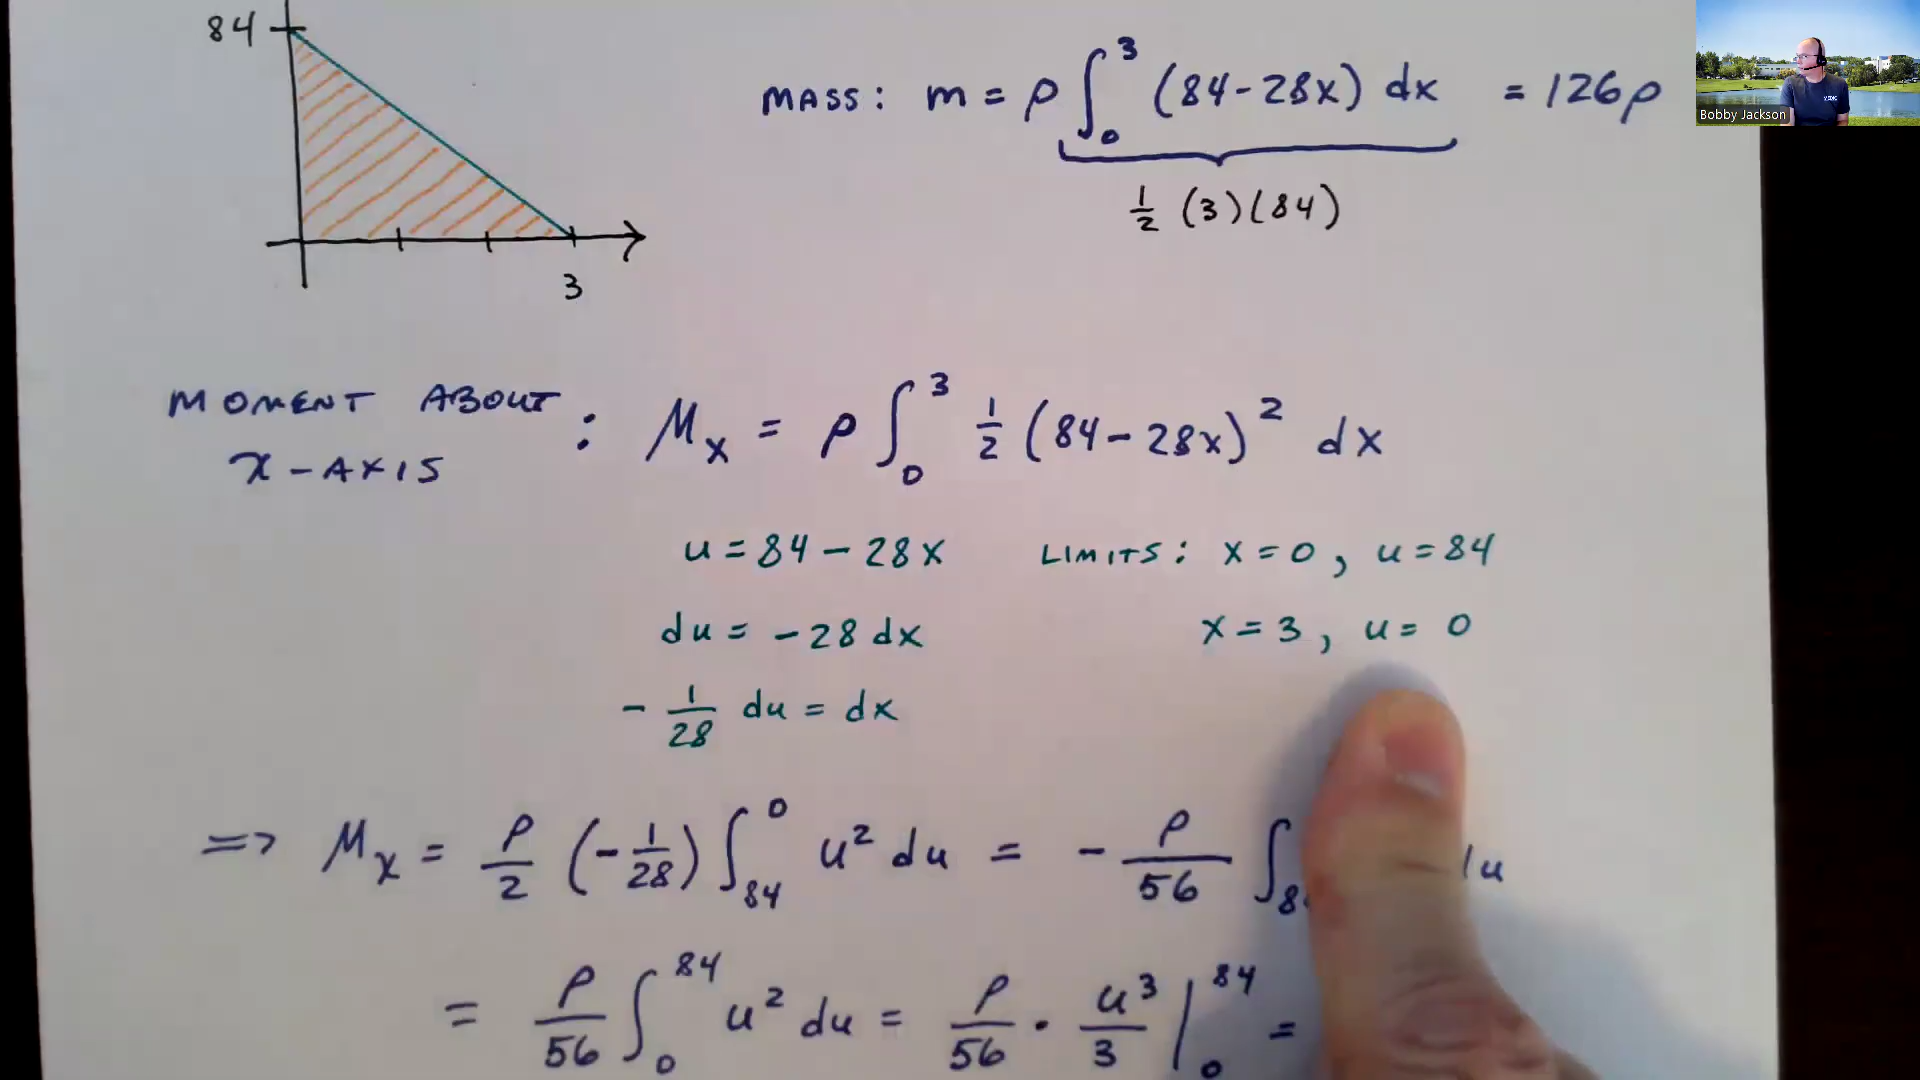 84
3
MASS: m = ρ ∫₀³ (84-28x) dx = 126ρ
½ (3)(84)
Bobby Jackson
MOMENT ABOUT x-AXIS : Mₓ = ρ ∫₀³ ½ (84-28x)² dx
u = 84 - 28x LIMITS: x = 0, u = 84
du = -28 dx x = 3, u = 0
- 1/28 du = dx
=> Mₓ = ρ/2 (-1/28) ∫₈₄⁰ u² du = - ρ/56 ∫
= ρ/56 ∫₀⁸⁴ u² du = ρ/56 · u³/3 |₀⁸⁴ =